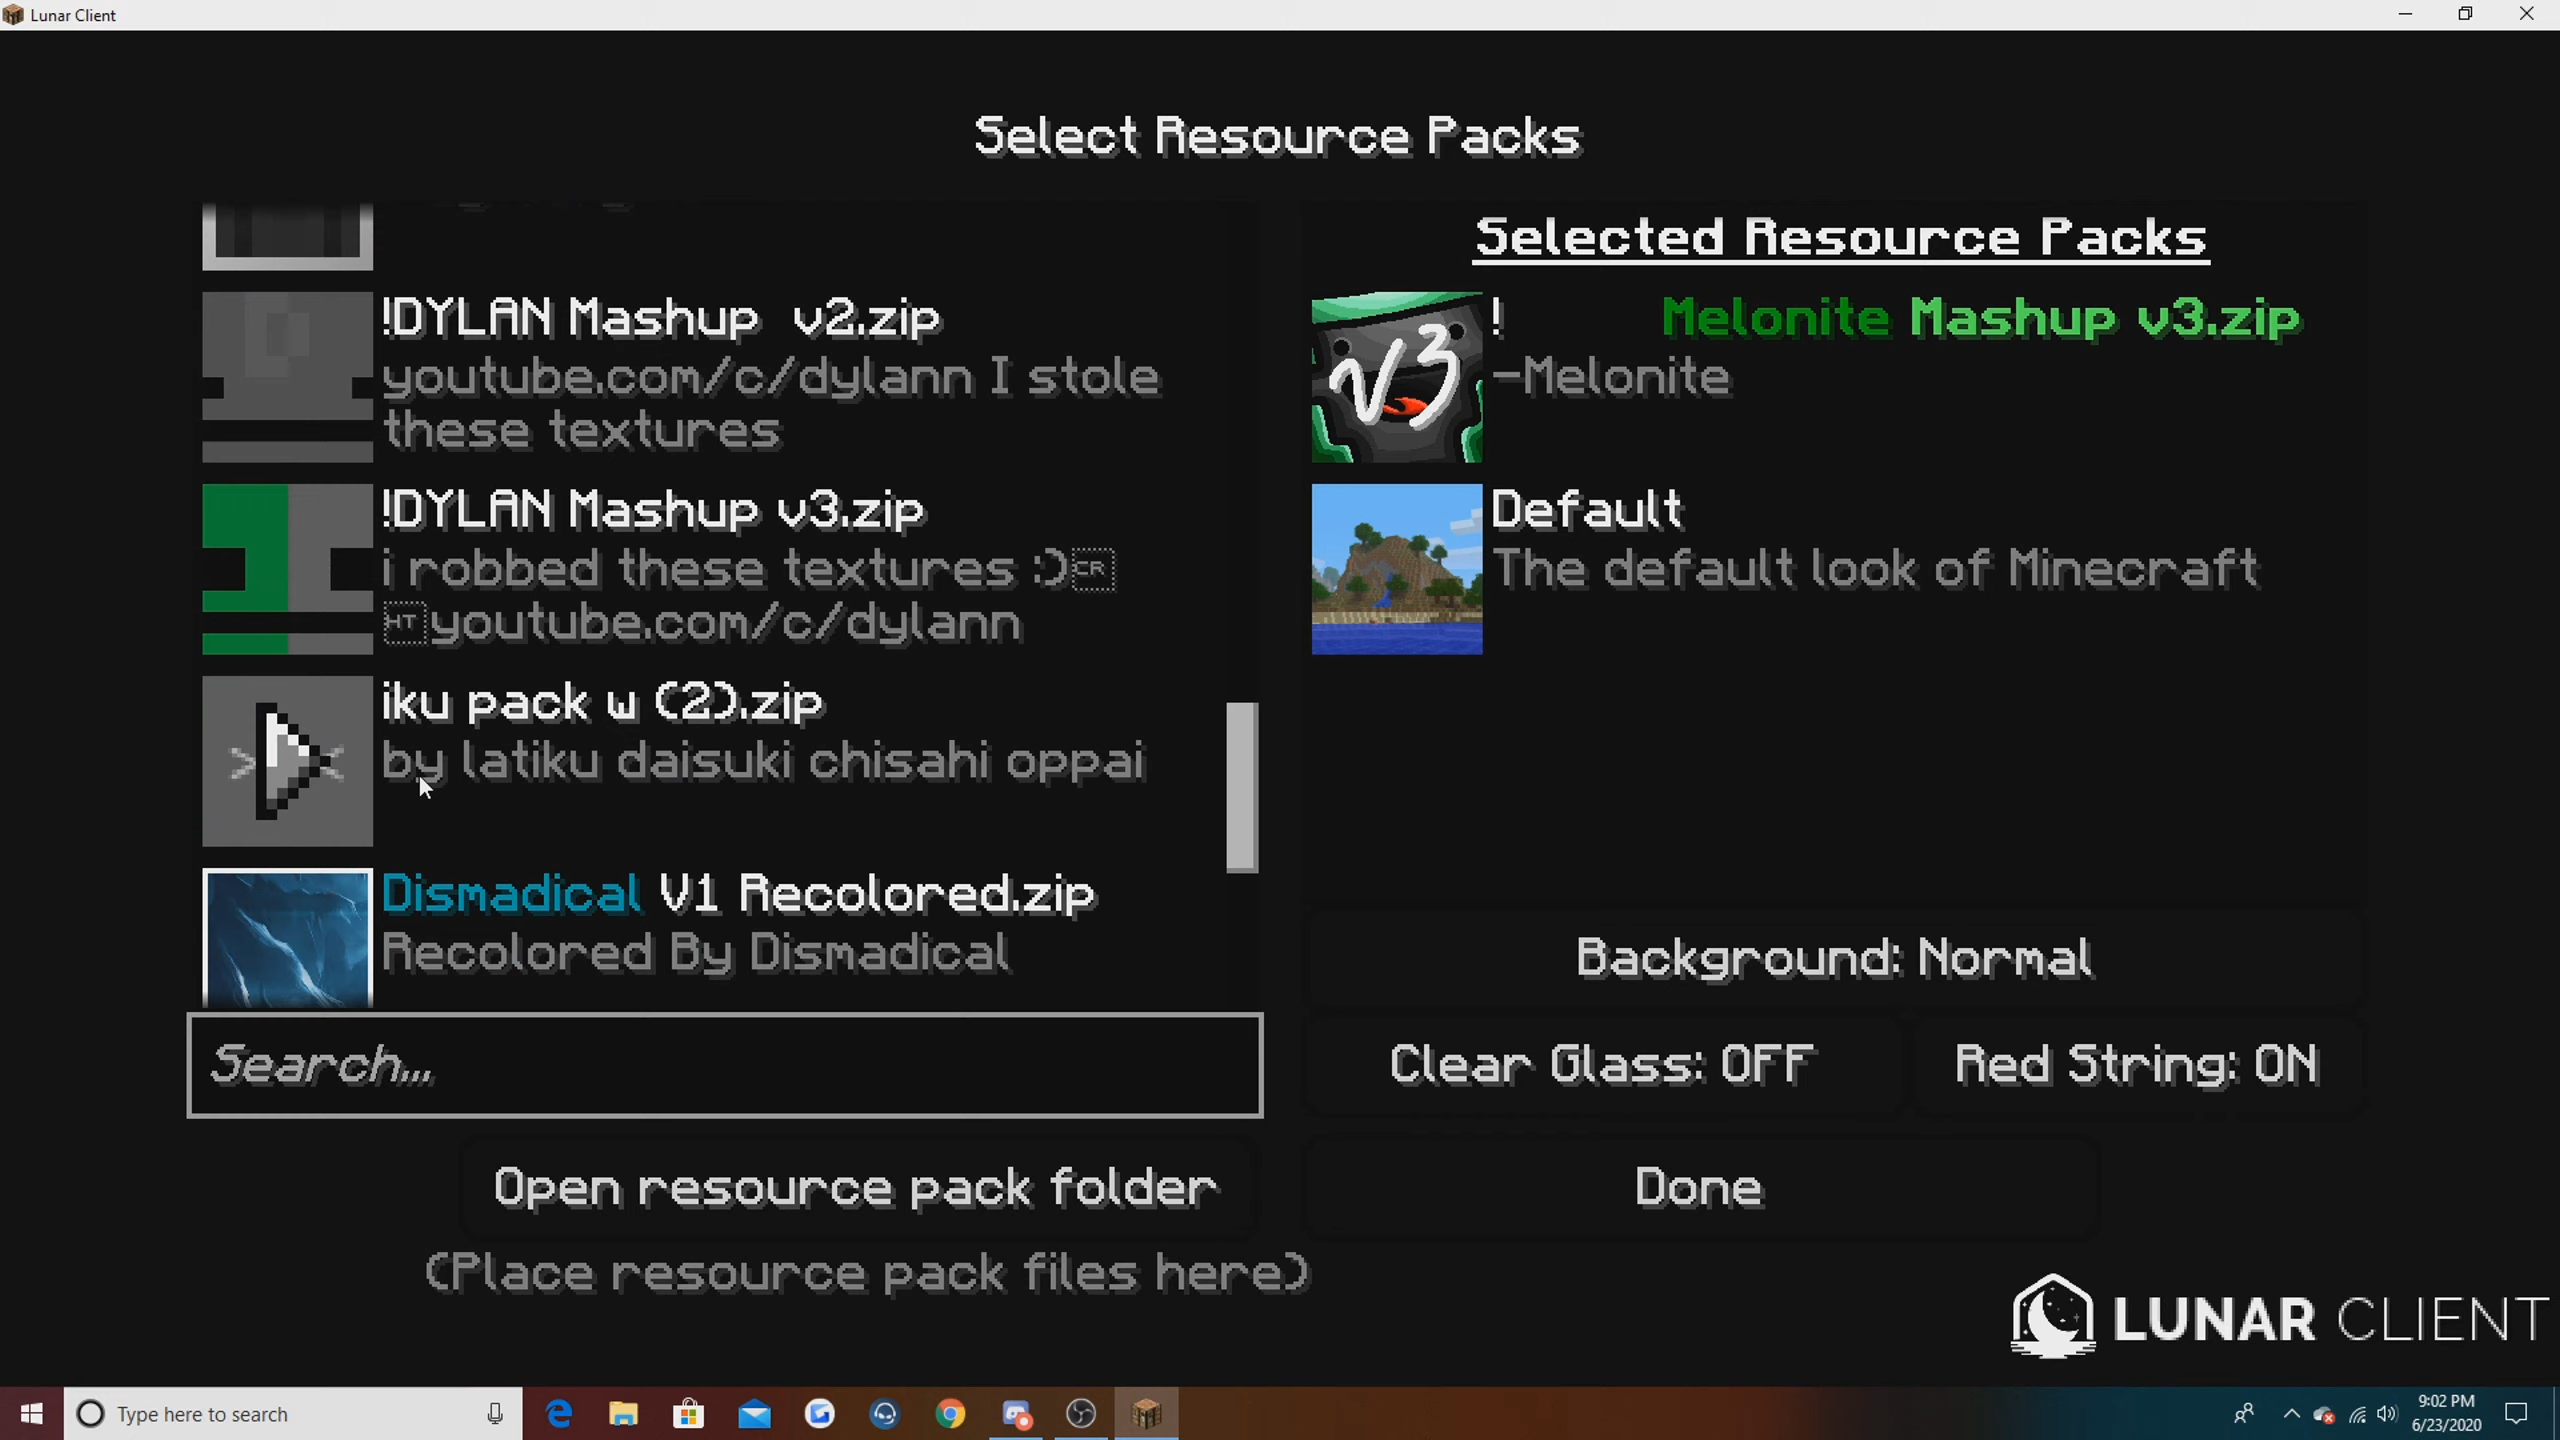 Lunar Client
Select Resource Packs
!DYLAN Mashup  v2.zip
youtube.com/c/dylann I stole
these textures
!DYLAN Mashup v3.zip
i robbed these textures :)CR
HTyoutube.com/c/dylann
iku pack w (2).zip
by latiku daisuki chisahi oppai
Dismadical V1 Recolored.zip
Recolored By Dismadical
Search...
Open resource pack folder
(Place resource pack files here)
Selected Resource Packs
! Melonite Mashup v3.zip
-Melonite
V3
Default
The default look of Minecraft
Background: Normal
Clear Glass: OFF
Red String: ON
Done
LUNAR CLIENT
Type here to search
9:02 PM
6/23/2020